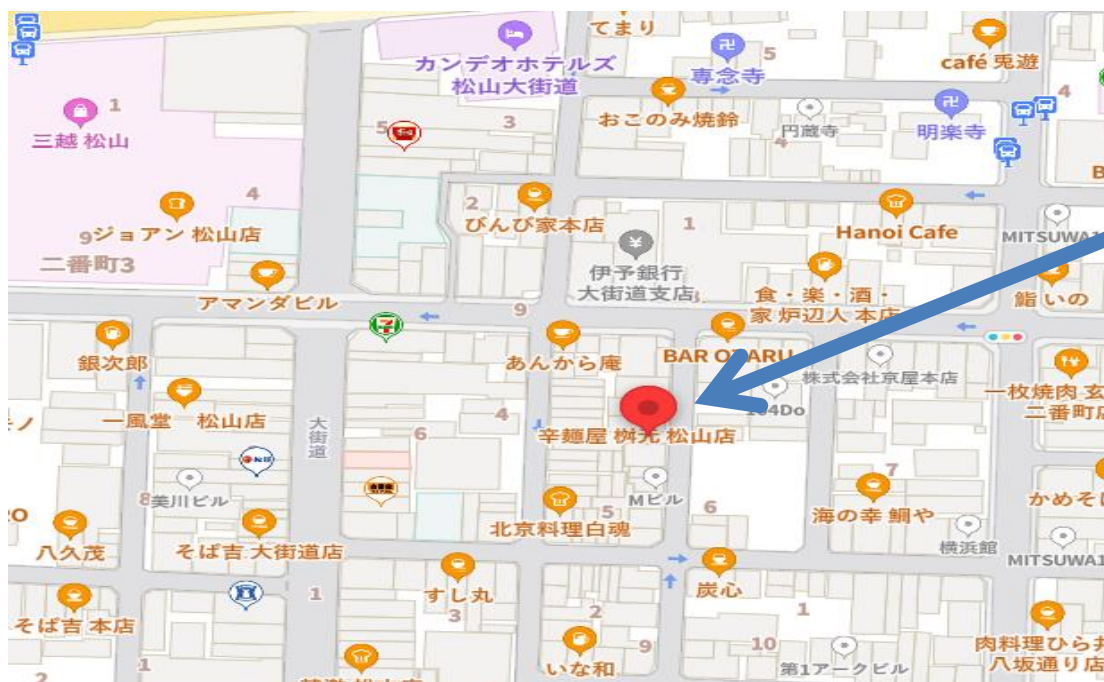 てまり
カンデオホテルズ
松山大街道
専念寺
5
café 兎遊
4
1
三越 松山
5
3
おこのみ焼鈴
円蔵寺
4
明楽寺
B
4
2
びんび家本店
1
Hanoi Cafe
MITSUWA1
ジョアン 松山店
9
二番町3
伊予銀行
大街道支店
食・楽・酒・
家 炉辺人 本店
鮨 いの
アマンダビル
9
銀次郎
あんから庵
BAR OTARU
株式会社京屋本店
一枚焼肉 玄
二番町店
一風堂 松山店
大街道
4
6
辛麺屋 桝元 松山店
7
8
美川ビル
Mビル
6
海の幸 鯛や
かめそば
5
北京料理白魂
横浜館
八久茂
そば吉 大街道店
MITSUWA1
すし丸
炭心
1
3
2
1
そば吉 本店
9
10
肉料理ひら井
八坂通り店
1
いな和
第1アークビル
2